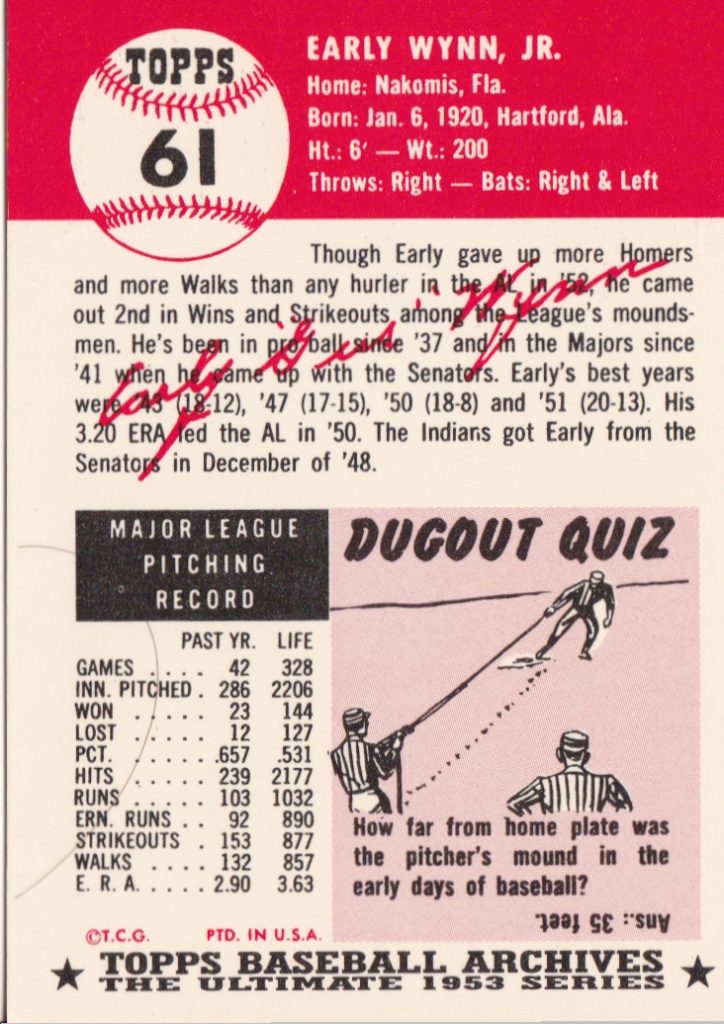 TOPPS
61
EARLY WYNN, JR.
Home: Nakomis, Fla.
Born: Jan. 6, 1920, Hartford, Ala.
Ht.: 6' — Wt.: 200
Throws: Right — Bats: Right & Left
Though Early gave up more Homers
and more Walks than any hurler in the AL in '52, he came
out 2nd in Wins and Strikeouts among the League's mounds-
men. He's been in pro ball since '37 and in the Majors since
'41 when he came up with the Senators. Early's best years
were '43 (18-12), '47 (17-15), '50 (18-8) and '51 (20-13). His
3.20 ERA led the AL in '50. The Indians got Early from the
Senators in December of '48.
Early "Gus" Wynn
MAJOR LEAGUE
PITCHING
RECORD
PAST YR. LIFE
GAMES . . . . 42 328
INN. PITCHED . 286 2206
WON . . . . . 23 144
LOST . . . . . 12 127
PCT. . . . . . .657 .531
HITS . . . . . 239 2177
RUNS . . . . . 103 1032
ERN. RUNS . . 92 890
STRIKEOUTS . 153 877
WALKS . . . . 132 857
E. R. A. . . . . 2.90 3.63
DUGOUT QUIZ
How far from home plate was
the pitcher's mound in the
early days of baseball?
Ans.: 35 feet.
©T.C.G. PTD. IN U.S.A.
TOPPS BASEBALL ARCHIVES
THE ULTIMATE 1953 SERIES